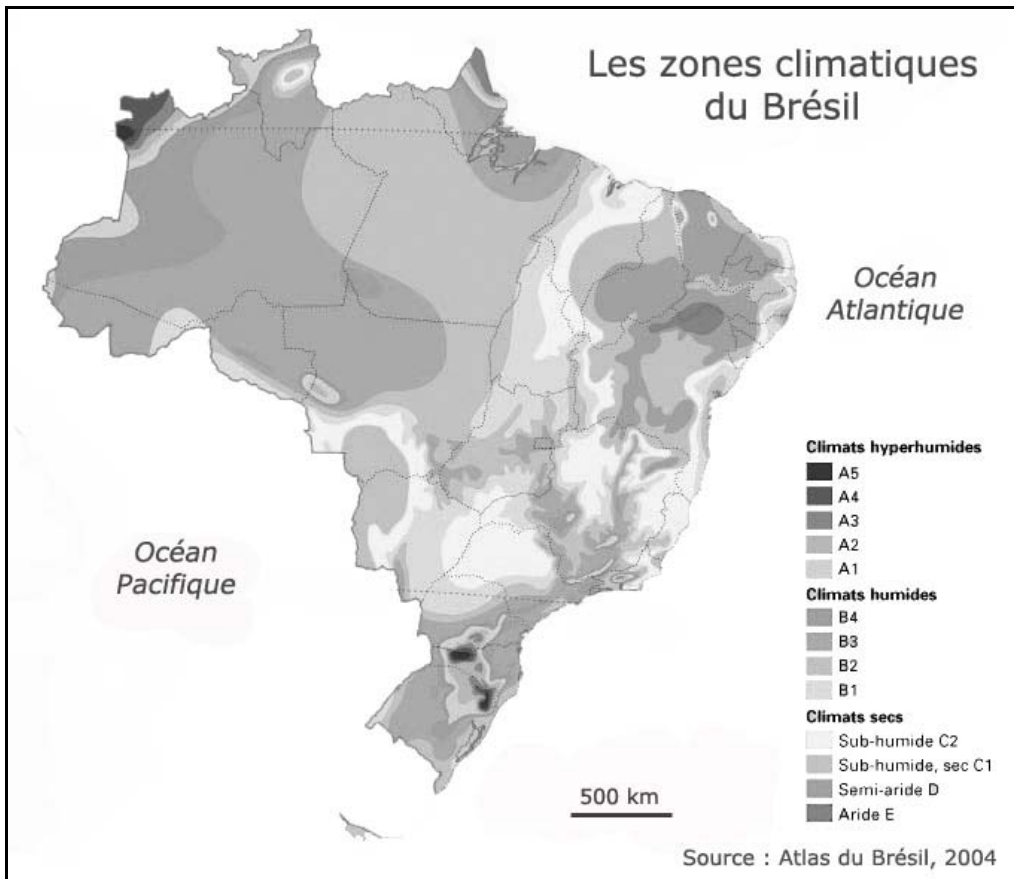 Les zones climatiques
du Brésil
Océan
Atlantique
Océan
Pacifique
Climats hyperhumides
A5
A4
A3
A2
A1
Climats humides
B4
B3
B2
B1
Climats secs
Sub-humide C2
Sub-humide, sec C1
Semi-aride D
Aride E
500 km
Source : Atlas du Brésil, 2004